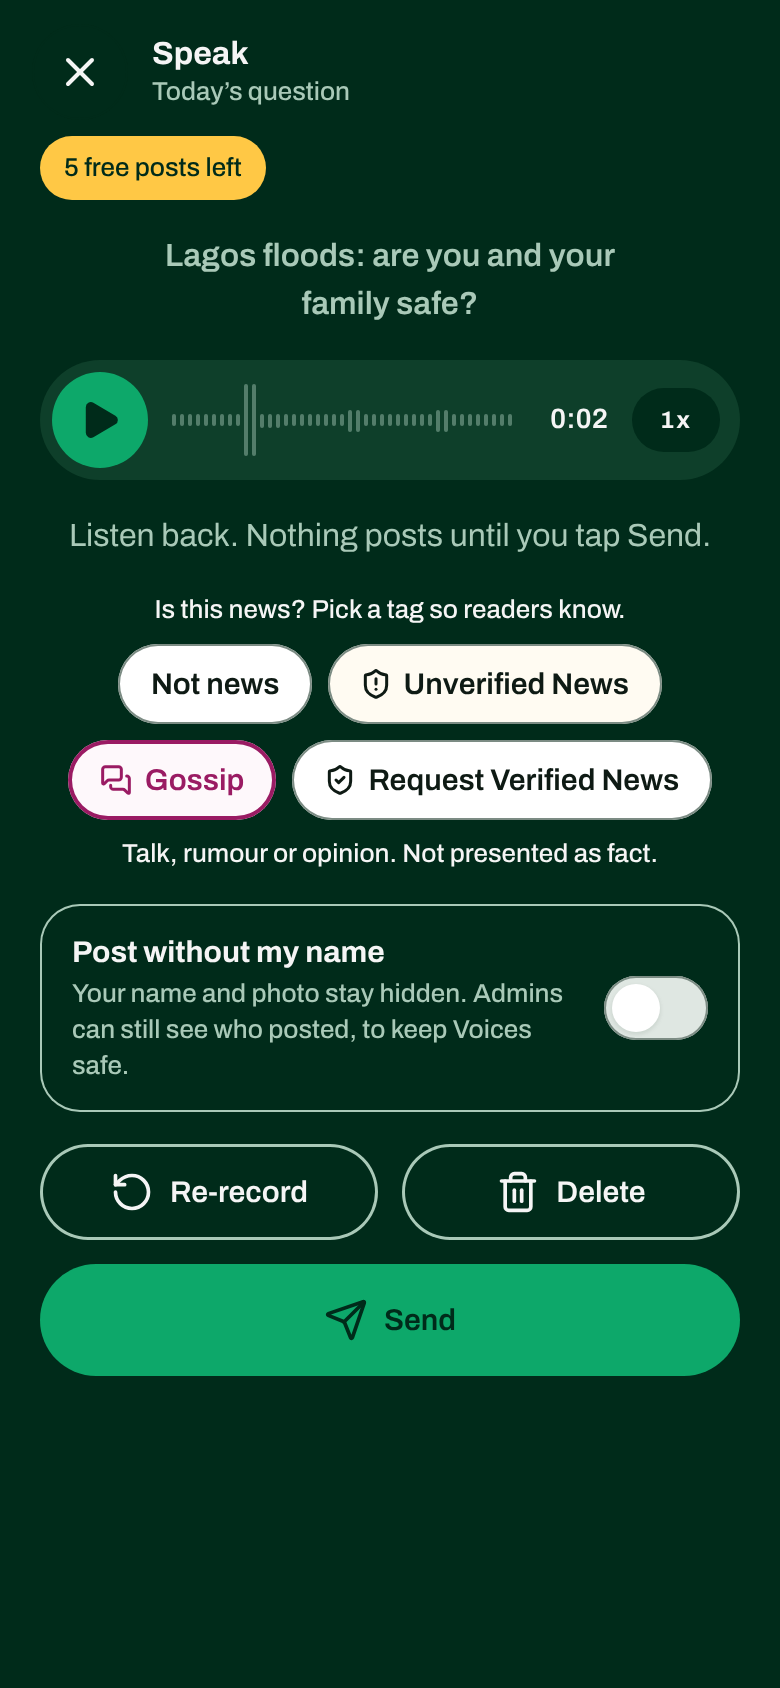 Speak
Today’s question
5 free posts left
Lagos floods: are you and your
family safe?
0:02
1x
Listen back. Nothing posts until you tap Send.
Is this news? Pick a tag so readers know.
Not news
Unverified News
Gossip
Request Verified News
Talk, rumour or opinion. Not presented as fact.
Post without my name
Your name and photo stay hidden. Admins
can still see who posted, to keep Voices
safe.
Re-record
Delete
Send